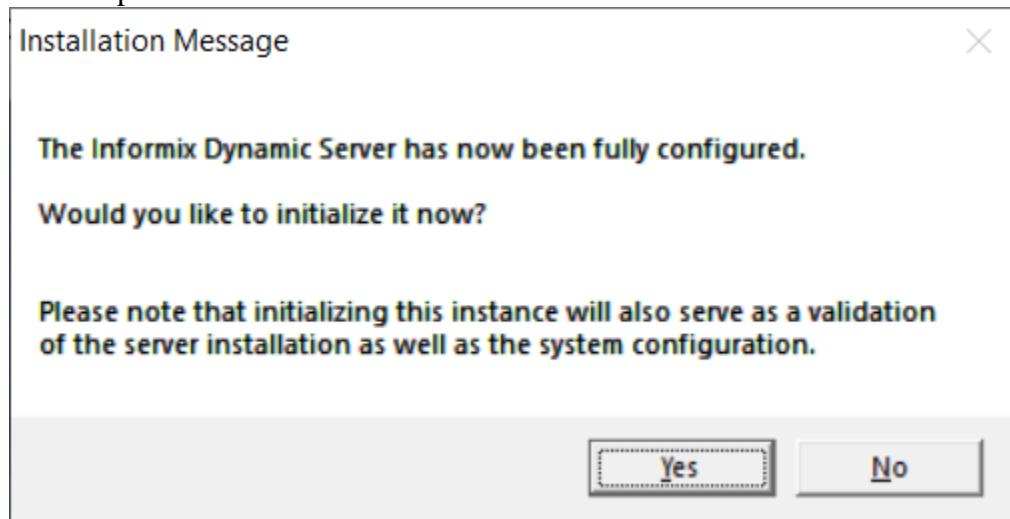 Installation Message
The Informix Dynamic Server has now been fully configured.
Would you like to initialize it now?
Please note that initializing this instance will also serve as a validation
of the server installation as well as the system configuration.
Yes
No